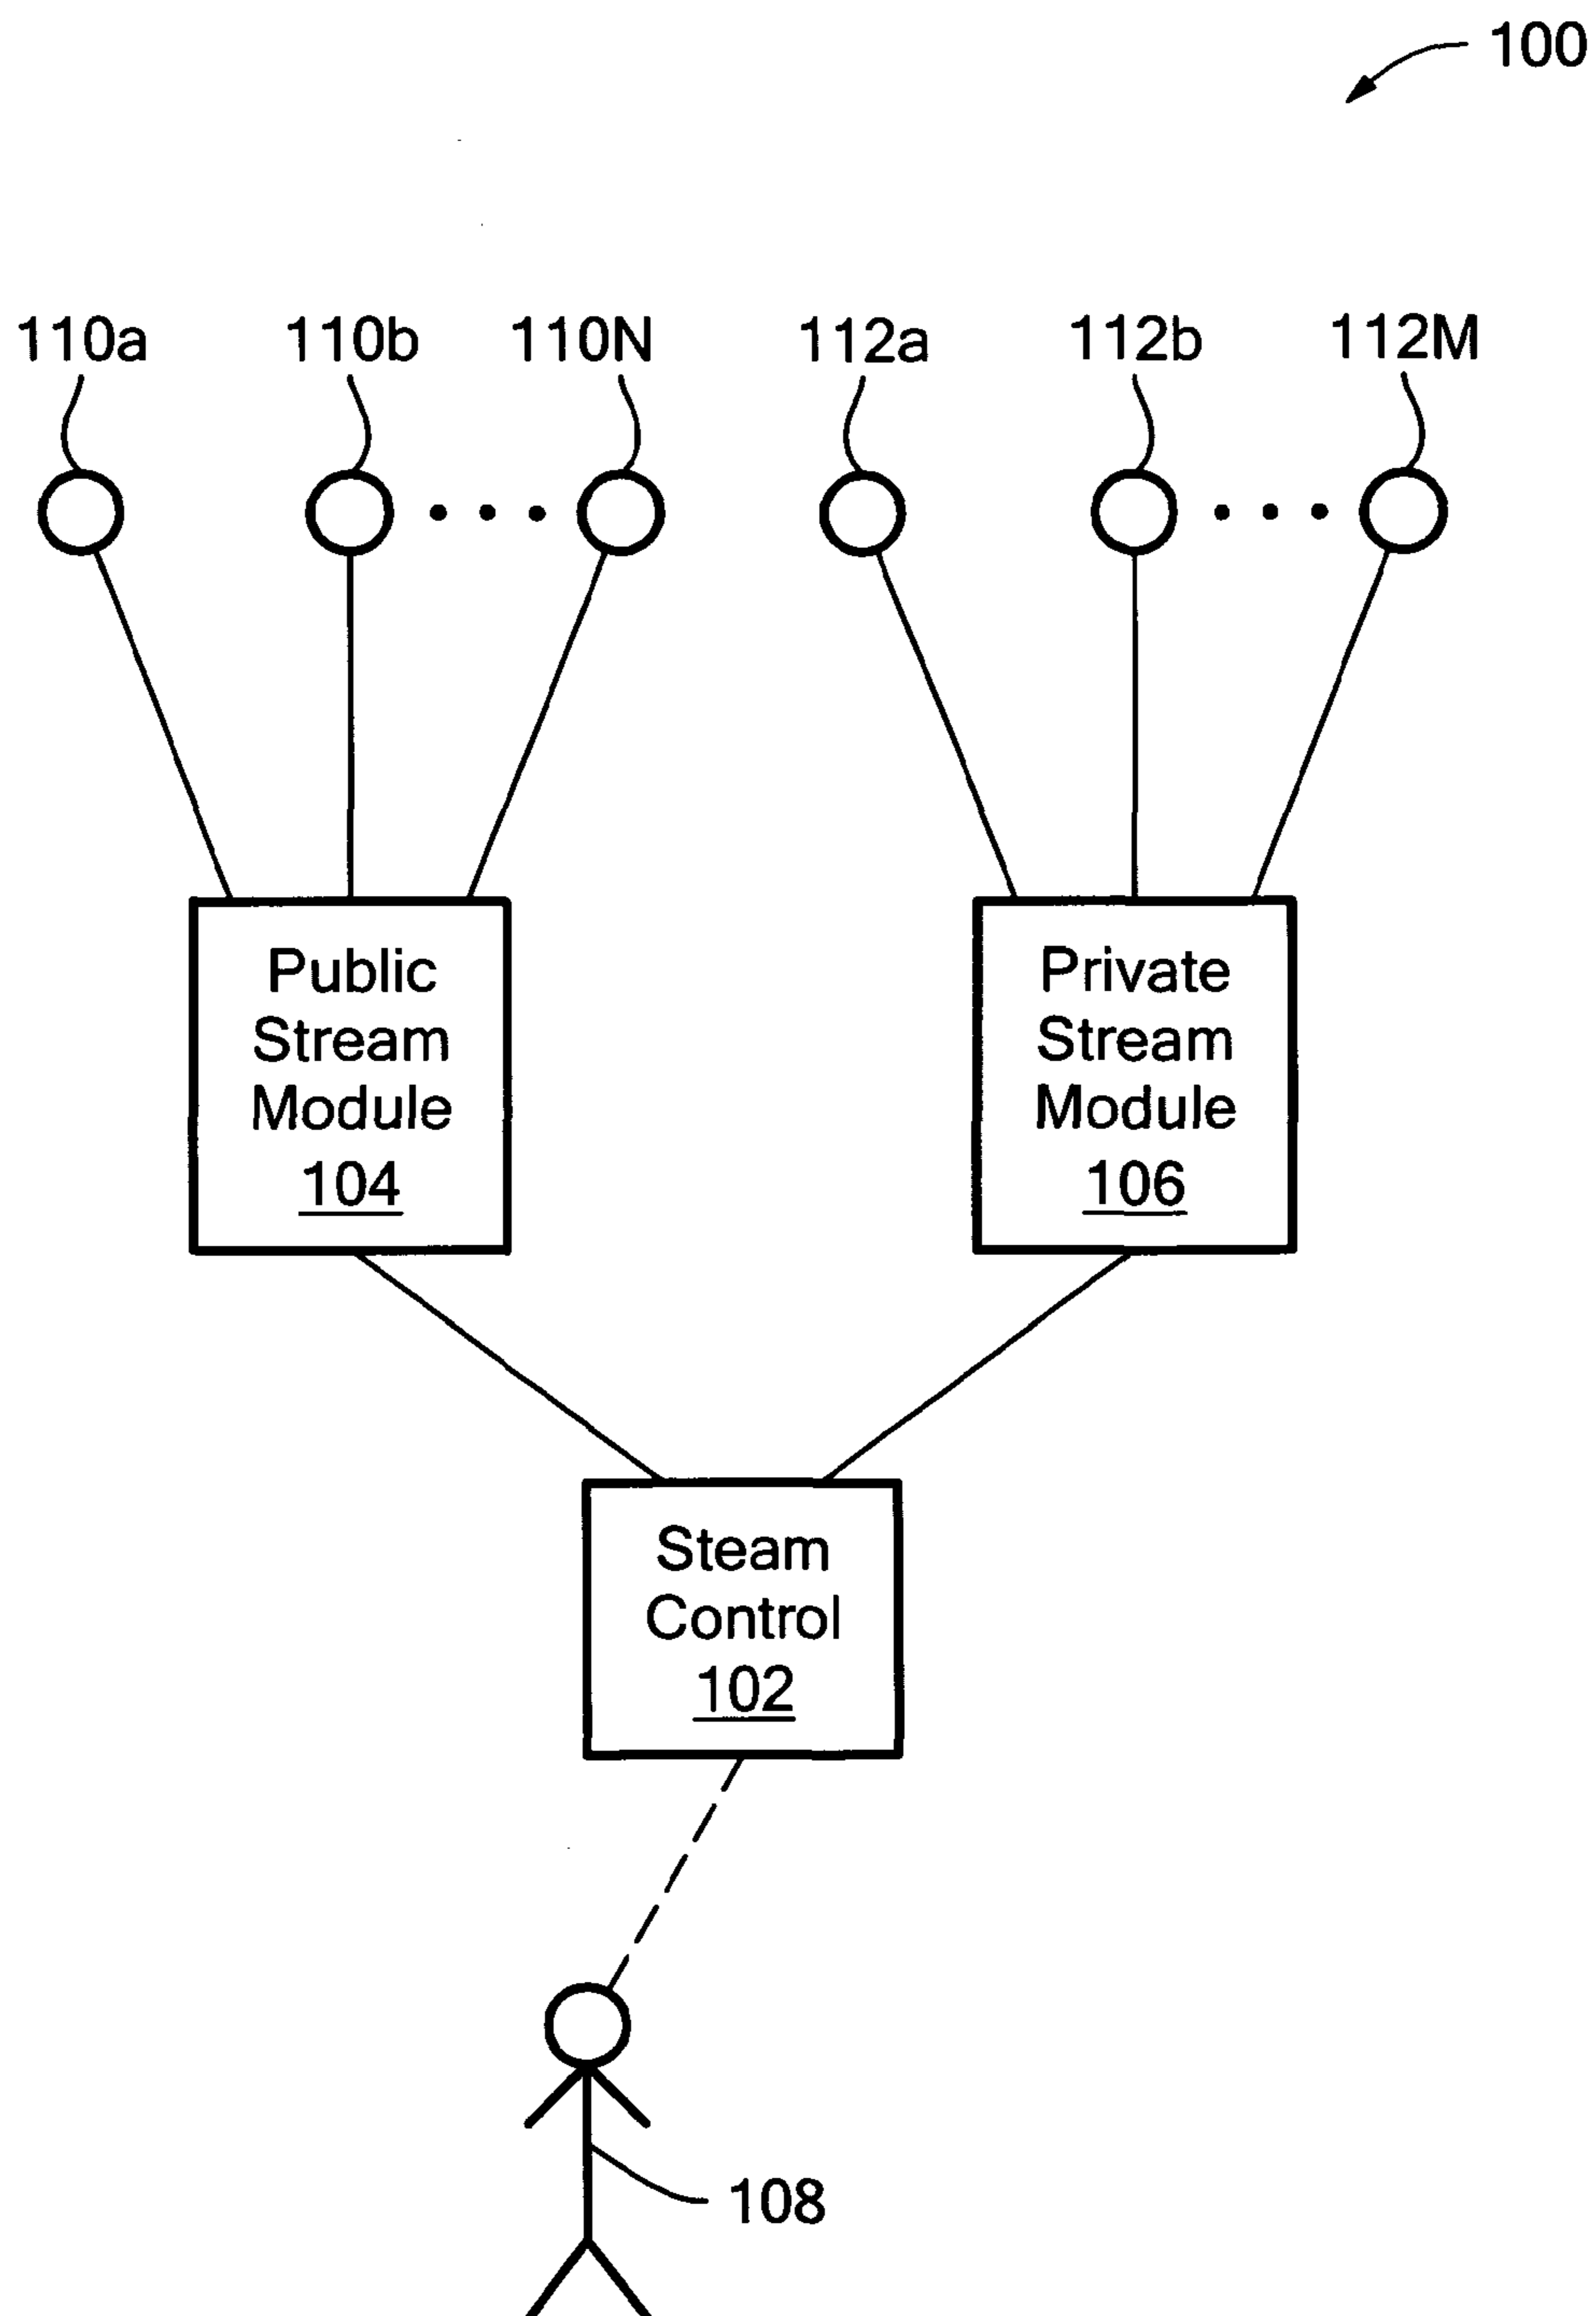 100
110a 110b 110N 112a 112b 112M
Public
Stream
Module
104
Private
Stream
Module
106
Steam
Control
102
108